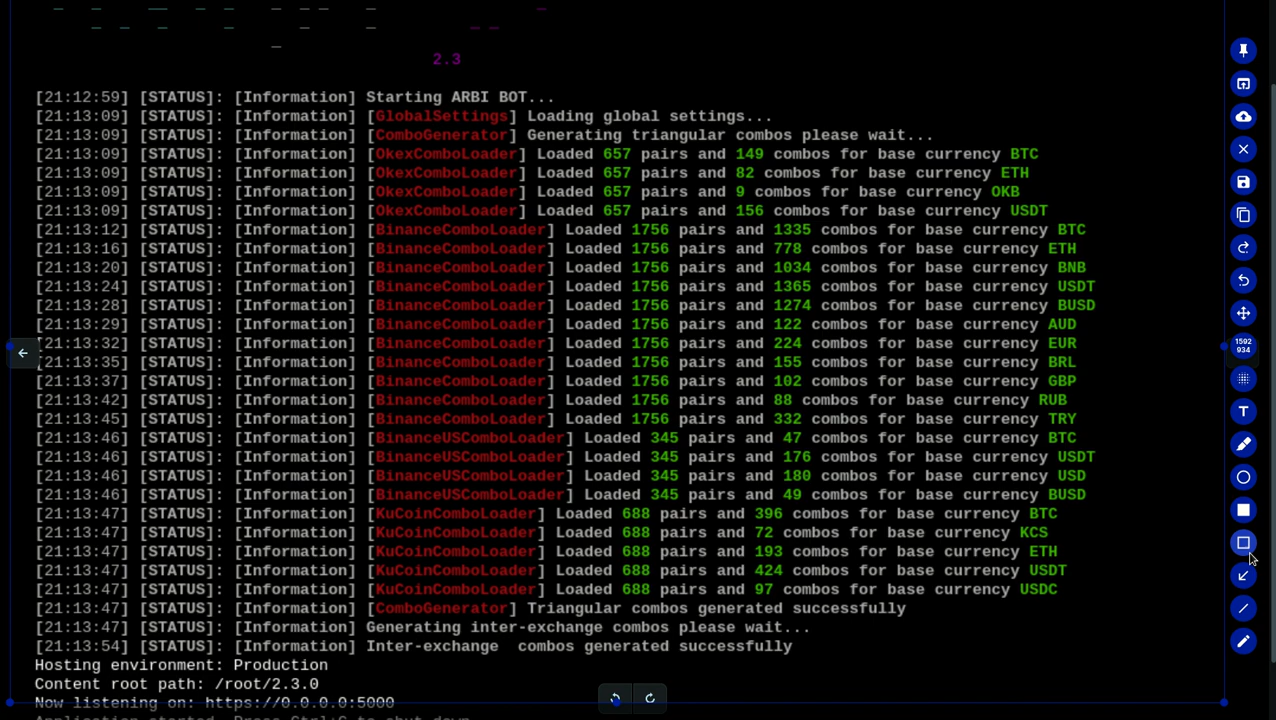 2.3
[21:12:59] [STATUS]: [Information] Starting ARBI BOT...
[21:13:09] [STATUS]: [Information] [GlobalSettings] Loading global settings...
[21:13:09] [STATUS]: [Information] [ComboGenerator] Generating triangular combos please wait...
[21:13:09] [STATUS]: [Information] [OkexComboLoader] Loaded 657 pairs and 149 combos for base currency BTC
[21:13:09] [STATUS]: [Information] [OkexComboLoader] Loaded 657 pairs and 82 combos for base currency ETH
[21:13:09] [STATUS]: [Information] [OkexComboLoader] Loaded 657 pairs and 9 combos for base currency OKB
[21:13:09] [STATUS]: [Information] [OkexComboLoader] Loaded 657 pairs and 156 combos for base currency USDT
[21:13:12] [STATUS]: [Information] [BinanceComboLoader] Loaded 1756 pairs and 1335 combos for base currency BTC
[21:13:16] [STATUS]: [Information] [BinanceComboLoader] Loaded 1756 pairs and 778 combos for base currency ETH
[21:13:20] [STATUS]: [Information] [BinanceComboLoader] Loaded 1756 pairs and 1034 combos for base currency BNB
[21:13:24] [STATUS]: [Information] [BinanceComboLoader] Loaded 1756 pairs and 1365 combos for base currency USDT
[21:13:28] [STATUS]: [Information] [BinanceComboLoader] Loaded 1756 pairs and 1274 combos for base currency BUSD
[21:13:29] [STATUS]: [Information] [BinanceComboLoader] Loaded 1756 pairs and 122 combos for base currency AUD
[21:13:32] [STATUS]: [Information] [BinanceComboLoader] Loaded 1756 pairs and 224 combos for base currency EUR
[21:13:35] [STATUS]: [Information] [BinanceComboLoader] Loaded 1756 pairs and 155 combos for base currency BRL
[21:13:37] [STATUS]: [Information] [BinanceComboLoader] Loaded 1756 pairs and 102 combos for base currency GBP
[21:13:42] [STATUS]: [Information] [BinanceComboLoader] Loaded 1756 pairs and 88 combos for base currency RUB
[21:13:45] [STATUS]: [Information] [BinanceComboLoader] Loaded 1756 pairs and 332 combos for base currency TRY
[21:13:46] [STATUS]: [Information] [BinanceUSComboLoader] Loaded 345 pairs and 47 combos for base currency BTC
[21:13:46] [STATUS]: [Information] [BinanceUSComboLoader] Loaded 345 pairs and 176 combos for base currency USDT
[21:13:46] [STATUS]: [Information] [BinanceUSComboLoader] Loaded 345 pairs and 180 combos for base currency USD
[21:13:46] [STATUS]: [Information] [BinanceUSComboLoader] Loaded 345 pairs and 49 combos for base currency BUSD
[21:13:47] [STATUS]: [Information] [KuCoinComboLoader] Loaded 688 pairs and 396 combos for base currency BTC
[21:13:47] [STATUS]: [Information] [KuCoinComboLoader] Loaded 688 pairs and 72 combos for base currency KCS
[21:13:47] [STATUS]: [Information] [KuCoinComboLoader] Loaded 688 pairs and 193 combos for base currency ETH
[21:13:47] [STATUS]: [Information] [KuCoinComboLoader] Loaded 688 pairs and 424 combos for base currency USDT
[21:13:47] [STATUS]: [Information] [KuCoinComboLoader] Loaded 688 pairs and 97 combos for base currency USDC
[21:13:47] [STATUS]: [Information] [ComboGenerator] Triangular combos generated successfully
[21:13:47] [STATUS]: [Information] Generating inter-exchange combos please wait...
[21:13:54] [STATUS]: [Information] Inter-exchange  combos generated successfully
Hosting environment: Production
Content root path: /root/2.3.0
Now listening on: https://0.0.0.0:5000
Application started. Press Ctrl+C to shut down.
1592
934
T